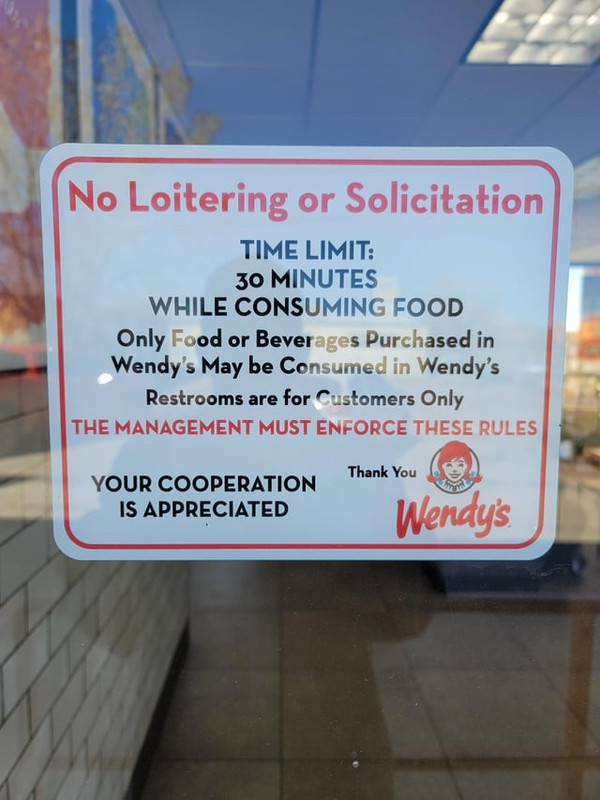 No Loitering or Solicitation
TIME LIMIT:
30 MINUTES
WHILE CONSUMING FOOD
Only Food or Beverages Purchased in
Wendy's May be Consumed in Wendy's
Restrooms are for Customers Only
THE MANAGEMENT MUST ENFORCE THESE RULES
YOUR COOPERATION
IS APPRECIATED
Thank You
Wendy's